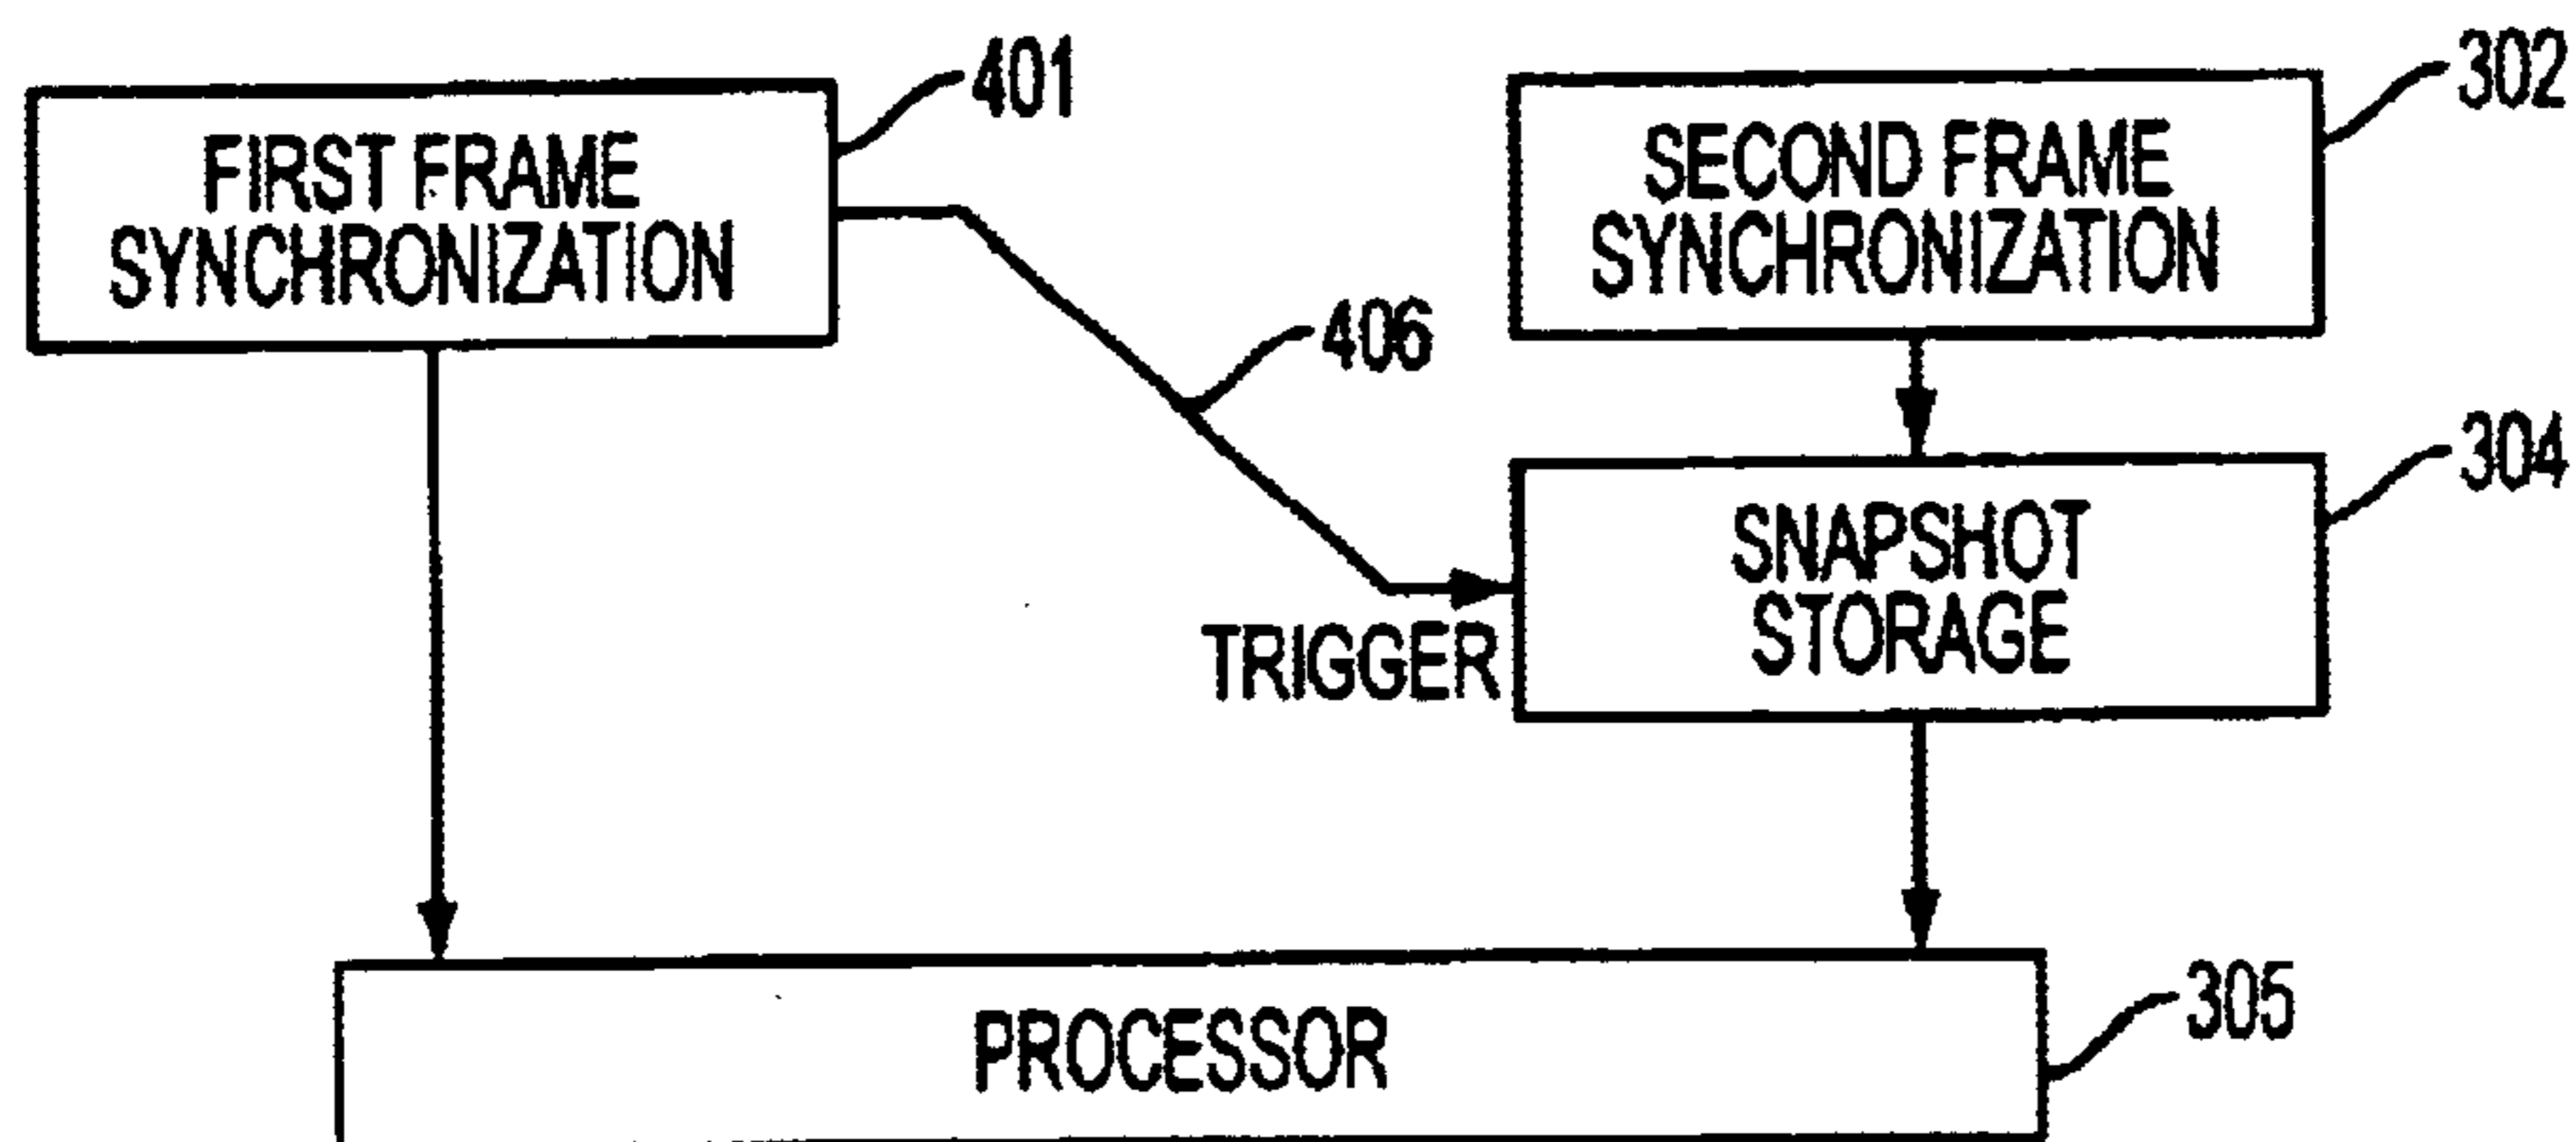 401
FIRST FRAME
SYNCHRONIZATION
302
SECOND FRAME
SYNCHRONIZATION
406
304
SNAPSHOT
STORAGE
TRIGGER
305
PROCESSOR